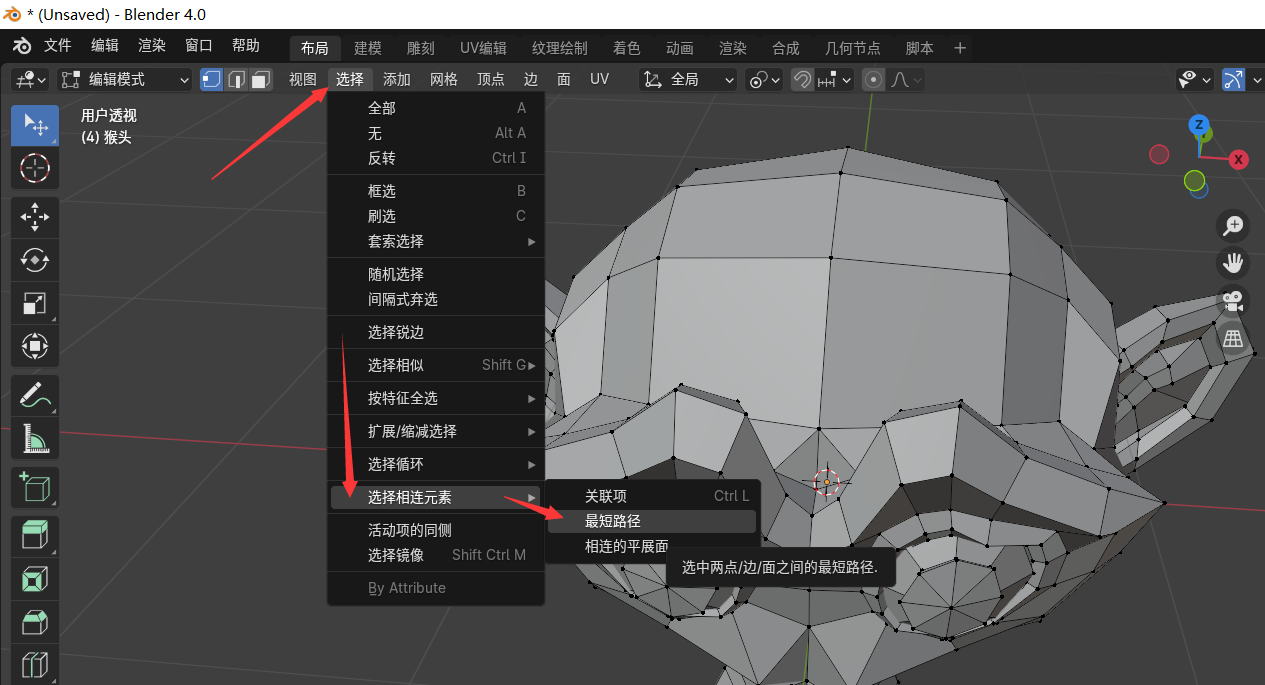 * (Unsaved) - Blender 4.0
文件 编辑 渲染 窗口 帮助 布局 建模 雕刻 UV编辑 纹理绘制 着色 动画 渲染 合成 几何节点 脚本 +
编辑模式 视图 选择 添加 网格 顶点 边 面 UV 全局
用户透视
(4) 猴头
全部 A
无 Alt A
反转 Ctrl I
框选 B
刷选 C
套索选择
随机选择
间隔式弃选
选择锐边
选择相似 Shift G
按特征全选
扩展/缩减选择
选择循环
选择相连元素
活动项的同侧
选择镜像 Shift Ctrl M
By Attribute
关联项 Ctrl L
最短路径
相连的平展面
选中两点/边/面之间的最短路径.
Z
X